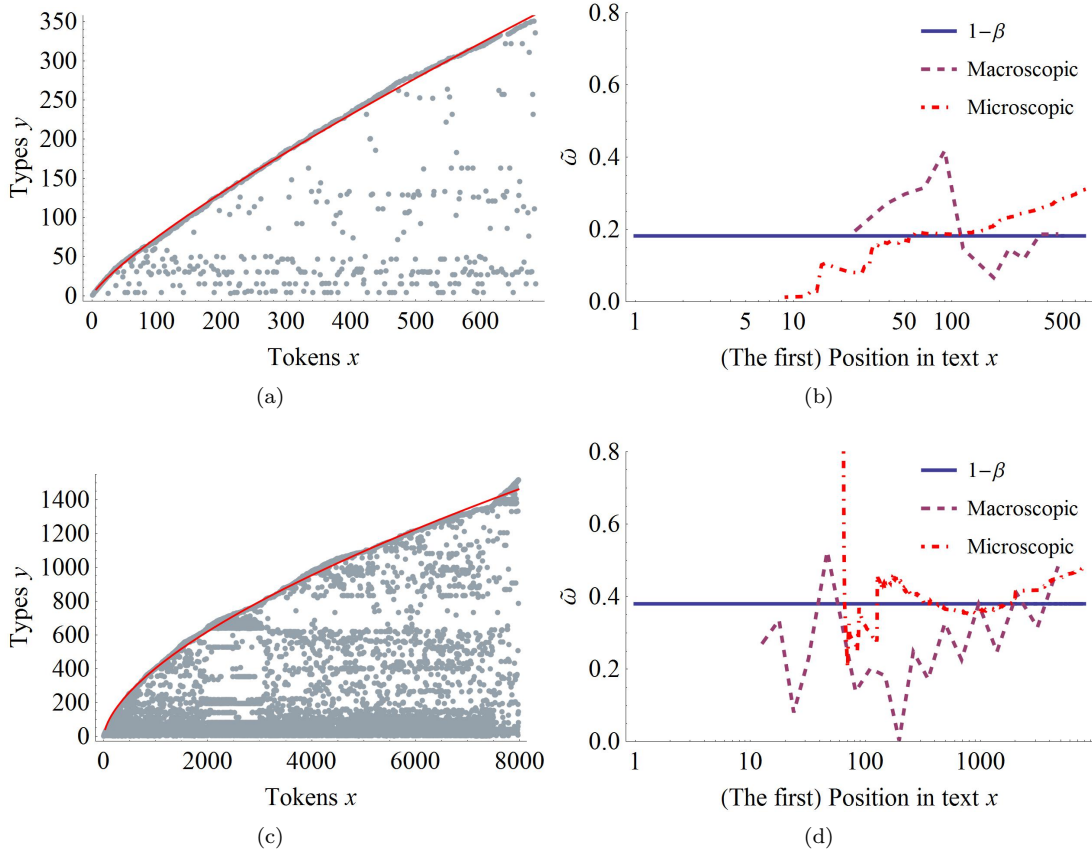 350
300
250
200
150
100
50
0
Types y
0 100 200 300 400 500 600
Tokens x
(a)
0.8
0.6
0.4
0.2
0.0
ω̃
1−β
Macroscopic
Microscopic
1 5 10 50 100 500
(The first) Position in text x
(b)
1400
1200
1000
800
600
400
200
0
Types y
0 2000 4000 6000 8000
Tokens x
(c)
0.8
0.6
0.4
0.2
0.0
ω̃
1−β
Macroscopic
Microscopic
1 10 100 1000
(The first) Position in text x
(d)